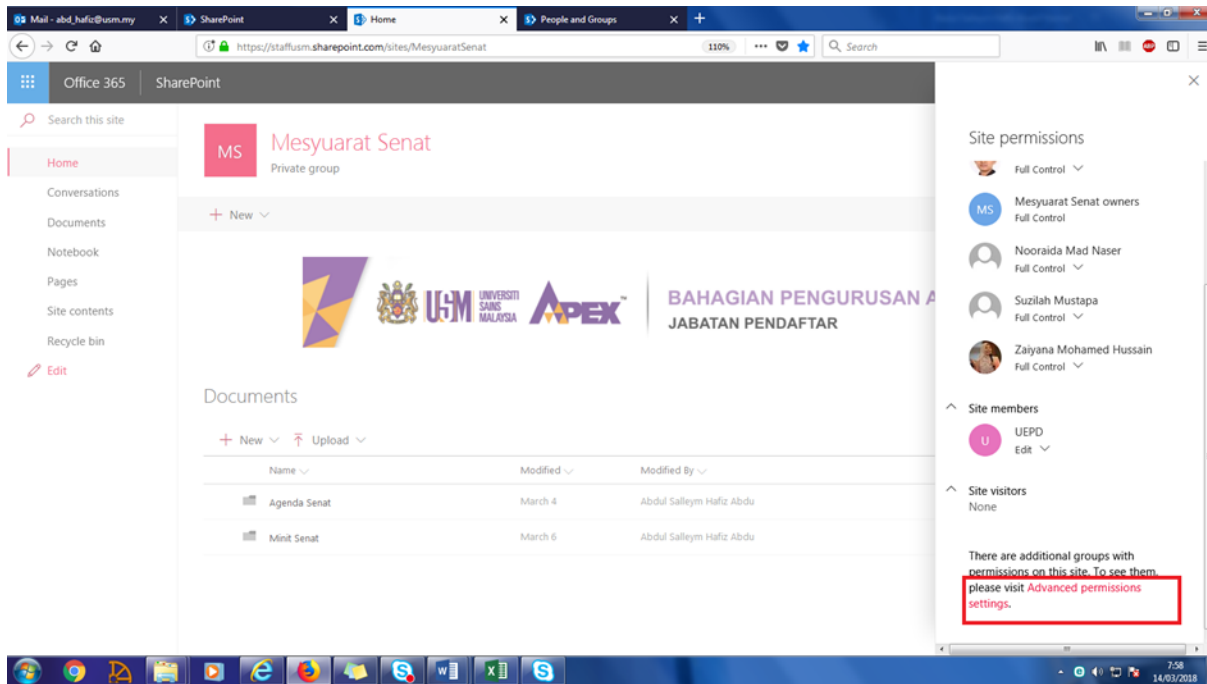 Mail - abd_hafiz@usm.my
SharePoint
Home
People and Groups
https://staffusm.sharepoint.com/sites/MesyuaratSenat
110%
Search
Office 365
SharePoint
Search this site
Home
Conversations
Documents
Notebook
Pages
Site contents
Recycle bin
Edit
MS
Mesyuarat Senat
Private group
+ New
USM
UNIVERSITI
SAINS
MALAYSIA
APEX™
BAHAGIAN PENGURUSAN A
JABATAN PENDAFTAR
Documents
+ New
Upload
Name
Modified
Modified By
Agenda Senat
March 4
Abdul Salleym Hafiz Abdu
Minit Senat
March 6
Abdul Salleym Hafiz Abdu
Site permissions
Full Control
MS
Mesyuarat Senat owners
Full Control
Nooraida Mad Naser
Full Control
Suzilah Mustapa
Full Control
Zaiyana Mohamed Hussain
Full Control
Site members
U
UEPD
Edit
Site visitors
None
There are additional groups with
permissions on this site. To see them,
please visit Advanced permissions
settings.
7:58
14/03/2018